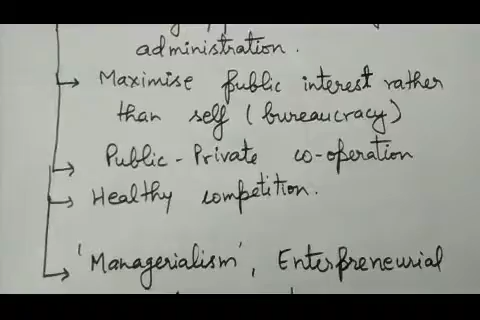 administration.
→ Maximise public interest rather
than self (bureaucracy)
→ Public - Private co-operation
→ Healthy competition.
→ 'Managerialism', Enterpreneurial